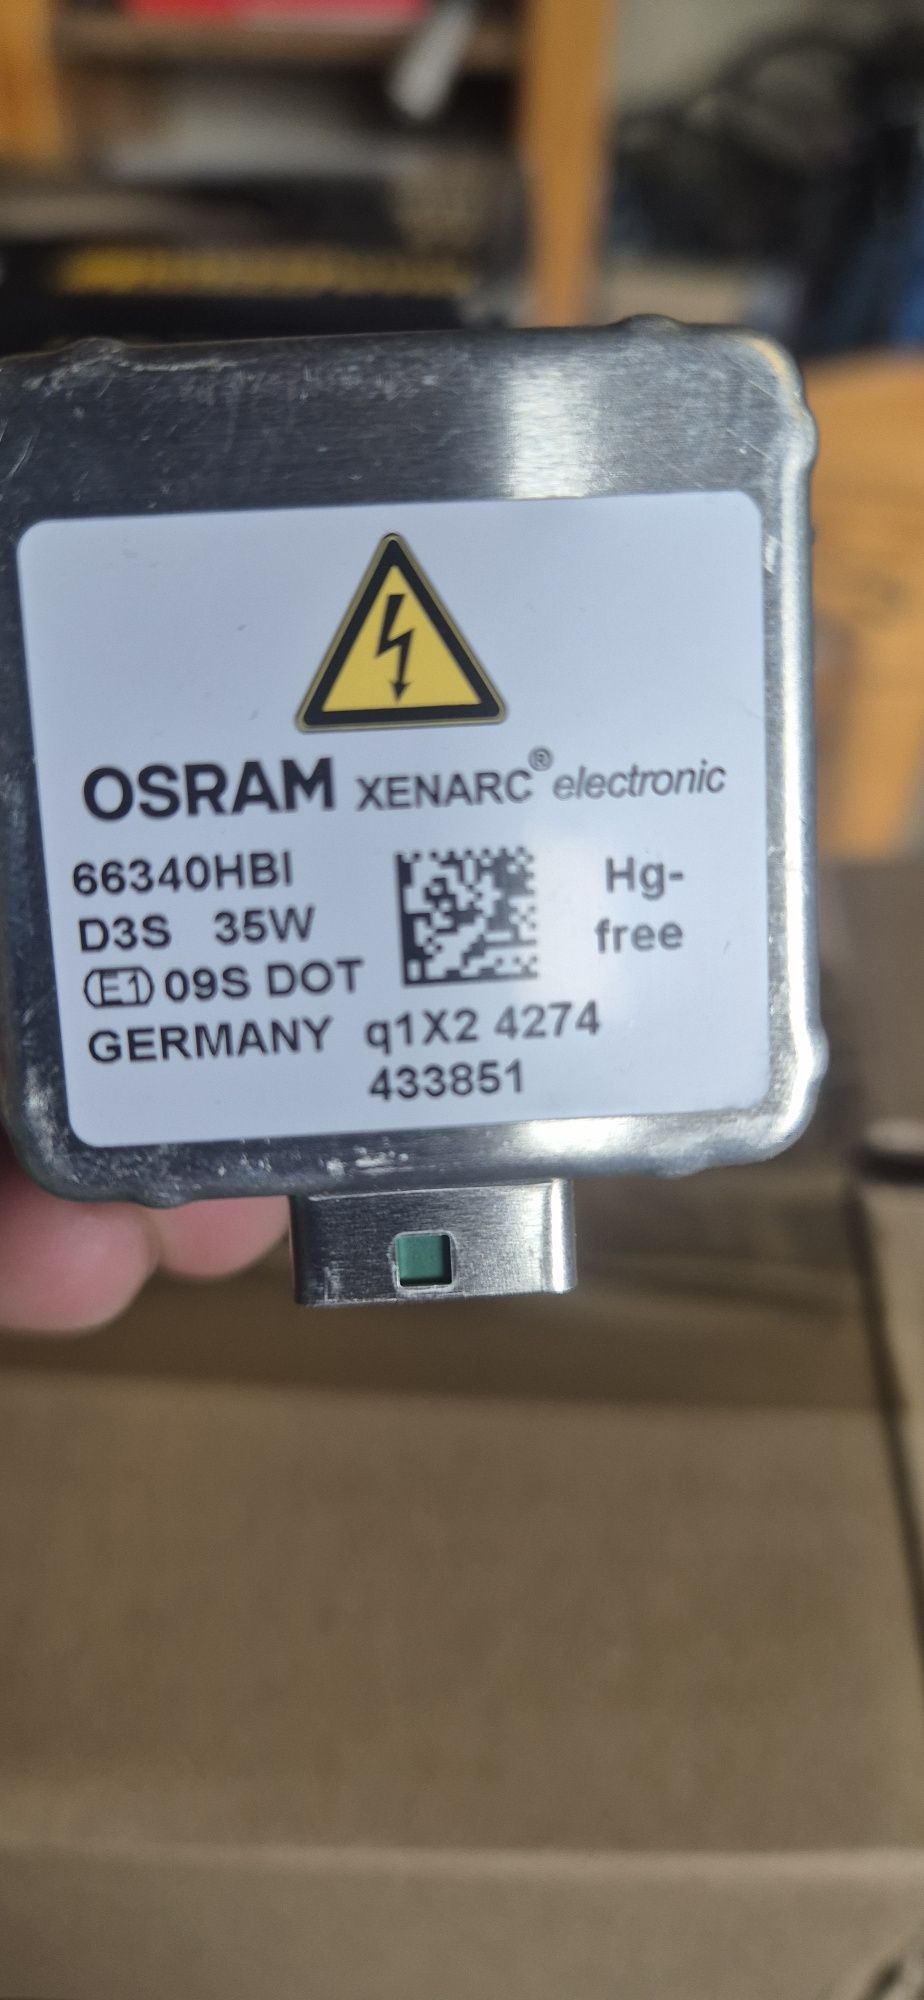 OSRAM XENARC® electronic
66340HBI
D3S 35W
E1 09S DOT
GERMANY
Hg-
free
q1X2 4274
433851